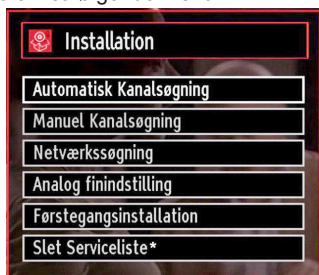 Installation
Automatisk Kanalsøgning
Manuel Kanalsøgning
Netværkssøgning
Analog finindstilling
Førstegangsinstallation
Slet Serviceliste*